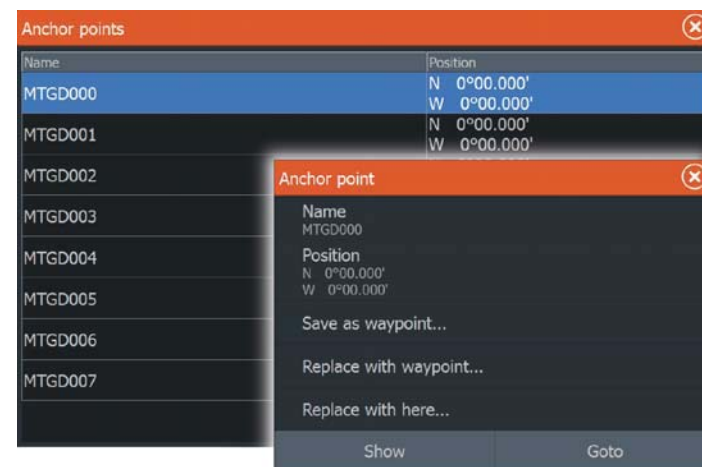 Anchor points
Name Position
MTGD000 N 0°00.000'
W 0°00.000'
MTGD001 N 0°00.000'
W 0°00.000'
MTGD002
MTGD003
MTGD004
MTGD005
MTGD006
MTGD007
Anchor point
Name
MTGD000
Position
N 0°00.000'
W 0°00.000'
Save as waypoint...
Replace with waypoint...
Replace with here...
Show Goto